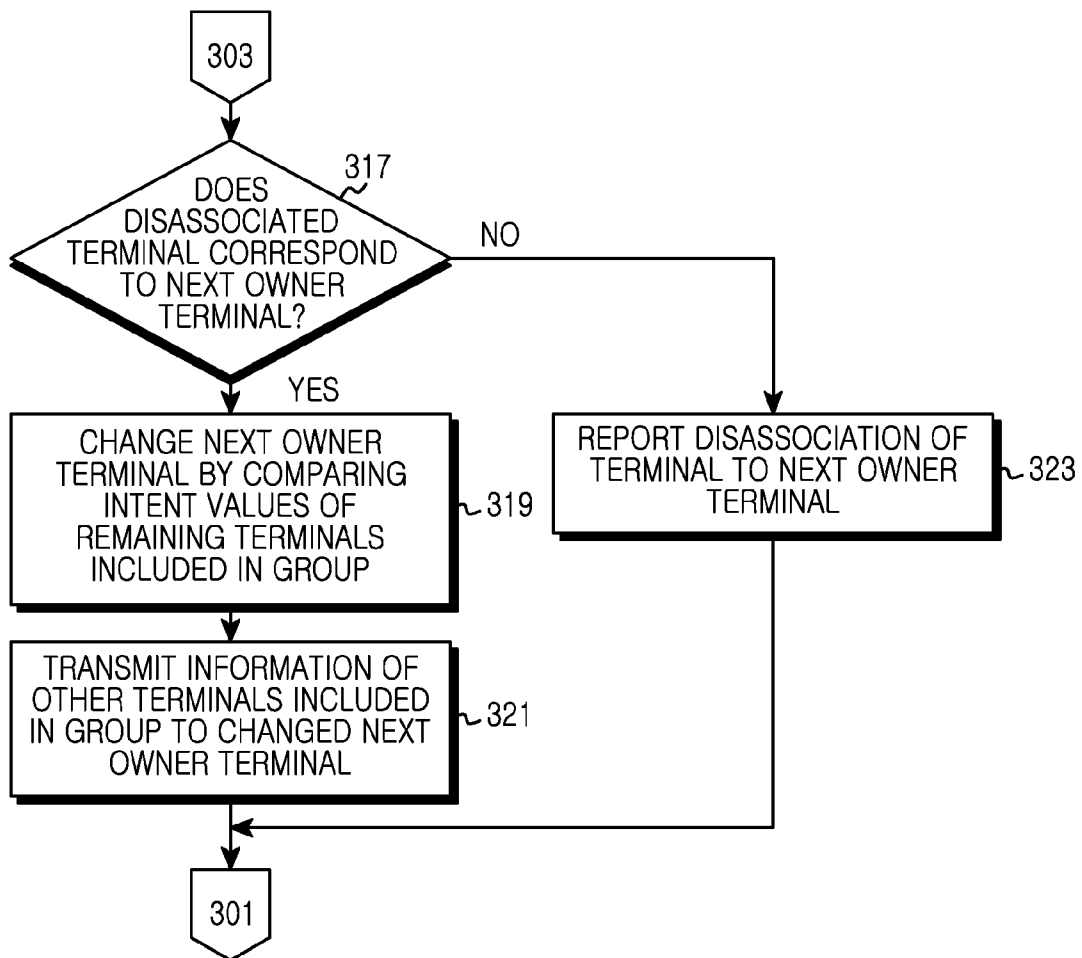 303
317
DOES
DISASSOCIATED
TERMINAL CORRESPOND
TO NEXT OWNER
TERMINAL?
NO
YES
CHANGE NEXT OWNER
TERMINAL BY COMPARING
INTENT VALUES OF
REMAINING TERMINALS
INCLUDED IN GROUP
319
REPORT DISASSOCIATION OF
TERMINAL TO NEXT OWNER
TERMINAL
323
TRANSMIT INFORMATION OF
OTHER TERMINALS INCLUDED
IN GROUP TO CHANGED NEXT
OWNER TERMINAL
321
301